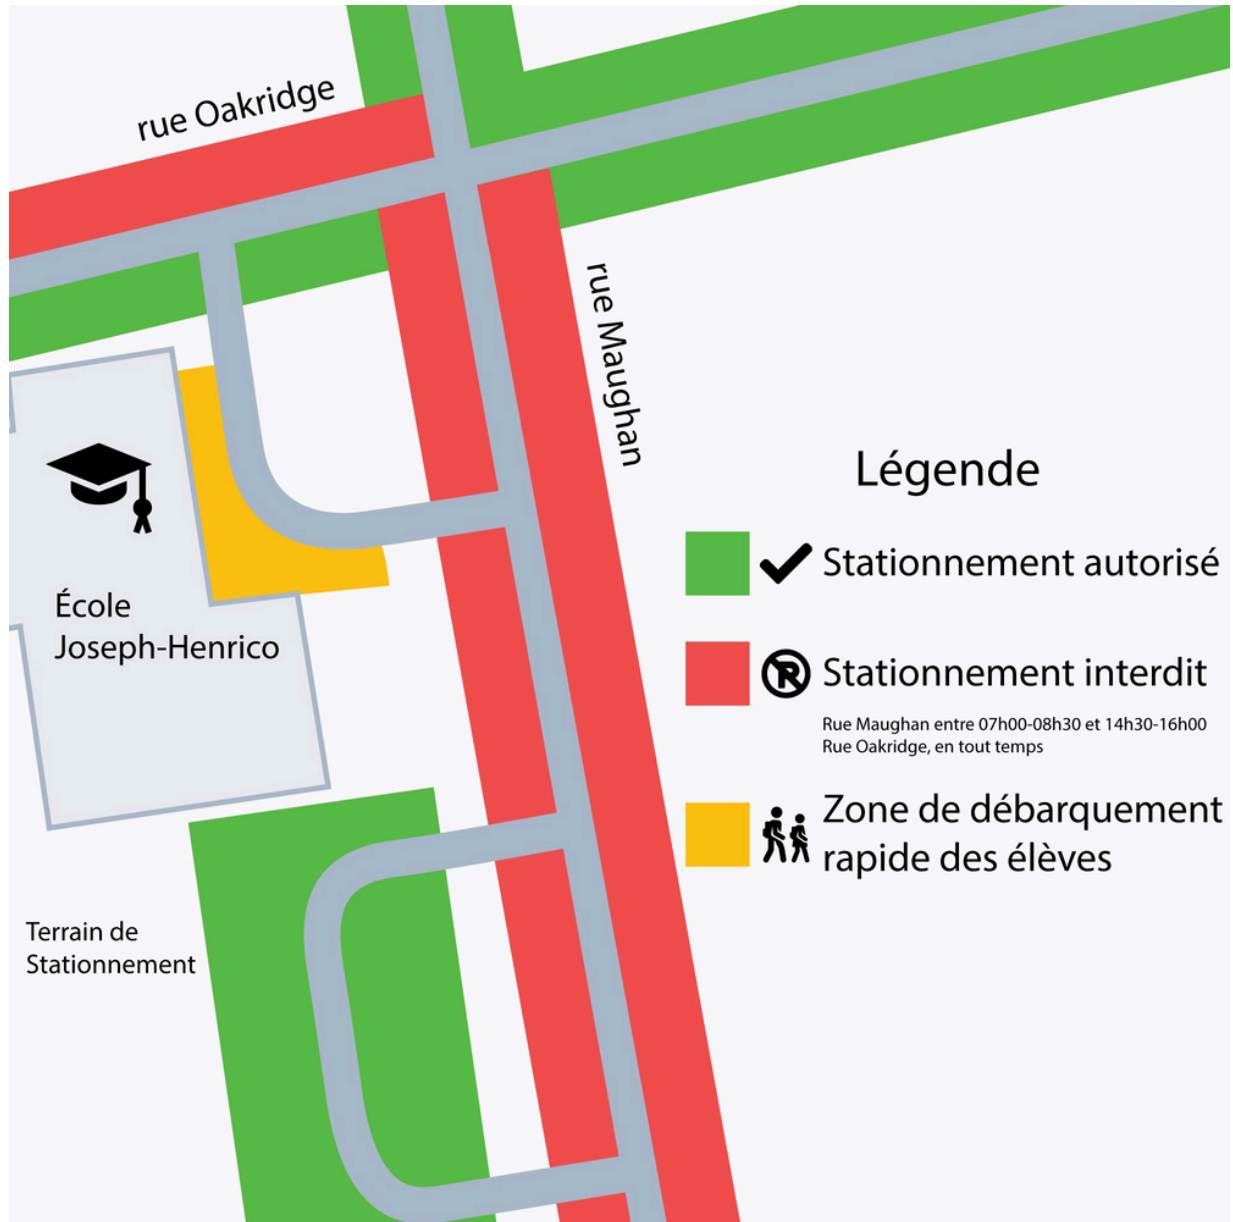 rue Oakridge
rue Maughan
Légende
Stationnement autorisé
Stationnement interdit
Rue Maughan entre 07h00-08h30 et 14h30-16h00
Rue Oakridge, en tout temps
Zone de débarquement
rapide des élèves
École
Joseph-Henrico
Terrain de
Stationnement